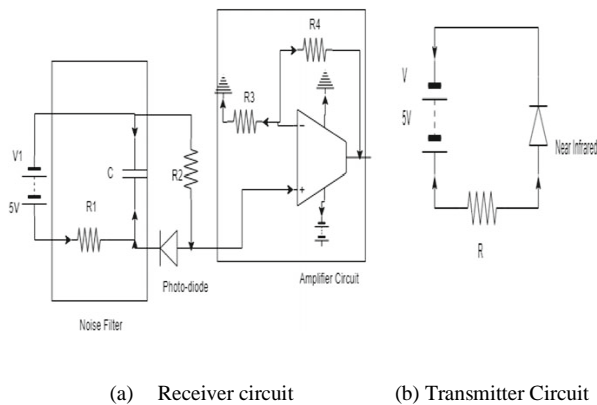 R4
R3
V1
5V
C
R2
R1
Photo-diode
Noise Filter
Amplifier Circuit
V
5V
Near Infrared
R
(a) Receiver circuit
(b) Transmitter Circuit